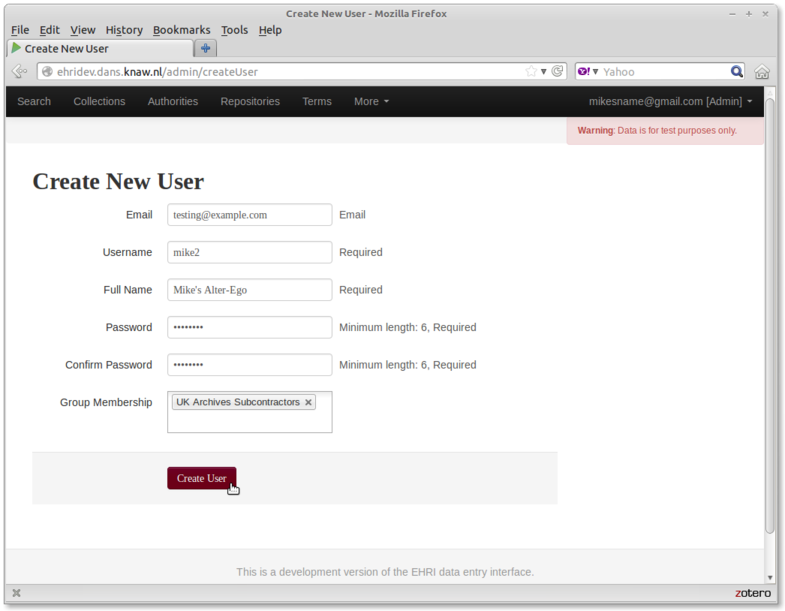 Create New User - Mozilla Firefox
File Edit View History Bookmarks Tools Help
Create New User
ehridev.dans.knaw.nl/admin/createUser
Yahoo
Search Collections Authorities Repositories Terms More mikesname@gmail.com [Admin]
Warning: Data is for test purposes only.
Create New User
Email testing@example.com Email
Username mike2 Required
Full Name Mike's Alter-Ego Required
Password •••••••• Minimum length: 6, Required
Confirm Password •••••••• Minimum length: 6, Required
Group Membership UK Archives Subcontractors ×
Create User
This is a development version of the EHRI data entry interface.
zotero